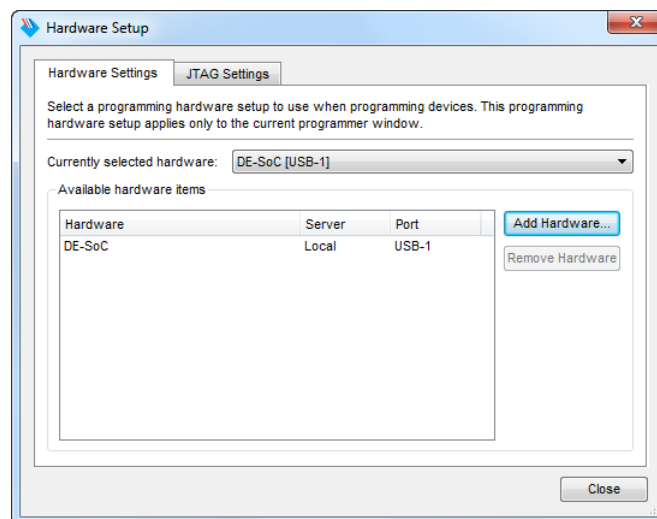 Hardware Setup
Hardware Settings
JTAG Settings
Select a programming hardware setup to use when programming devices. This programming
hardware setup applies only to the current programmer window.
Currently selected hardware: DE-SoC [USB-1]
Available hardware items
Hardware Server Port
DE-SoC Local USB-1
Add Hardware...
Remove Hardware
Close